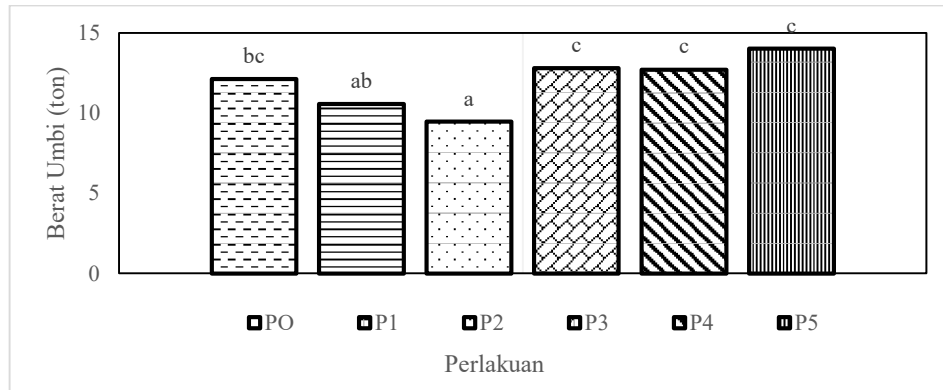 15
10
5
0
Berat Umbi (ton)
bc
ab
a
c
c
c
PO
P1
P2
P3
P4
P5
Perlakuan